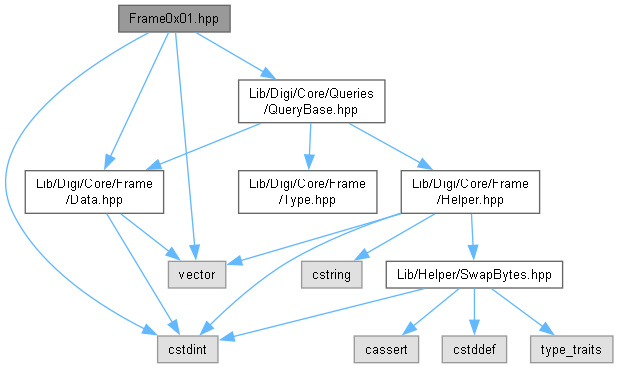 Frame0x01.hpp
Lib/Digi/Core/Queries
/QueryBase.hpp
Lib/Digi/Core/Frame
/Data.hpp
Lib/Digi/Core/Frame
/Type.hpp
Lib/Digi/Core/Frame
/Helper.hpp
vector
cstring
Lib/Helper/SwapBytes.hpp
cstdint
cassert
cstddef
type_traits